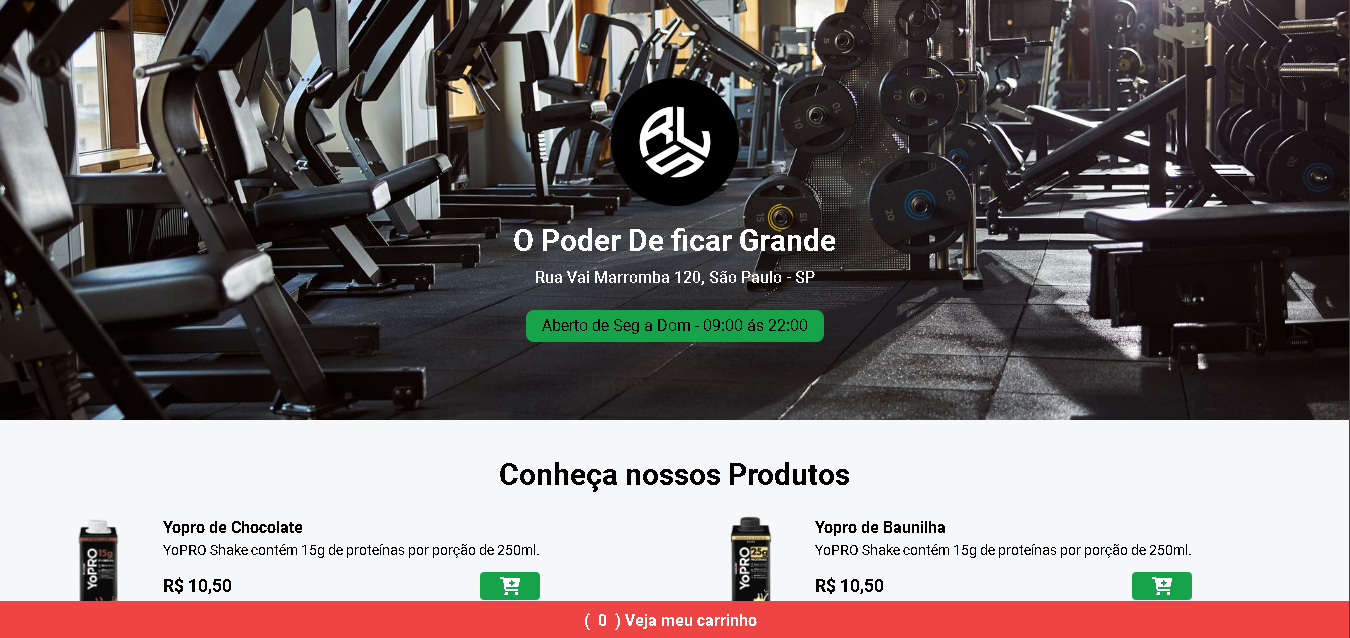 RLS
O Poder De ficar Grande
Rua Vai Marromba 120, São Paulo - SP
Aberto de Seg a Dom - 09:00 ás 22:00
Conheça nossos Produtos
Yopro de Chocolate
YoPRO Shake contém 15g de proteínas por porção de 250ml.
R$ 10,50
YoPRO
15g
Yopro de Baunilha
YoPRO Shake contém 15g de proteínas por porção de 250ml.
R$ 10,50
YoPRO
25g
( 0 ) Veja meu carrinho